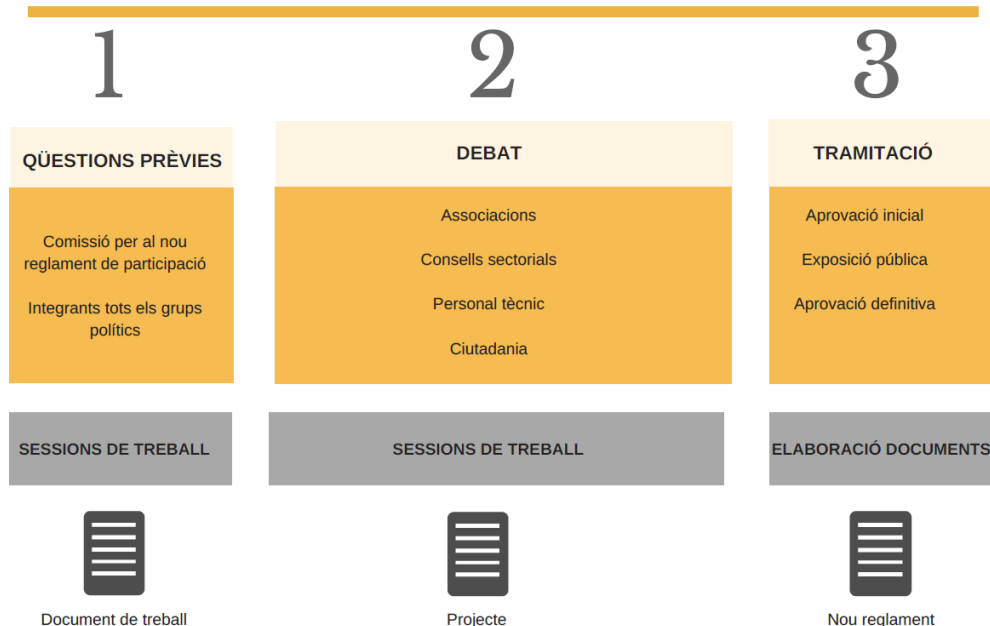 1
QÜESTIONS PRÈVIES
Comissió per al nou
reglament de participació
Integrants tots els grups
polítics
SESSIONS DE TREBALL
Document de treball
2
DEBAT
Associacions
Consells sectorials
Personal tècnic
Ciutadania
SESSIONS DE TREBALL
Projecte
3
TRAMITACIÓ
Aprovació inicial
Exposició pública
Aprovació definitiva
ELABORACIÓ DOCUMENTS
Nou reglament